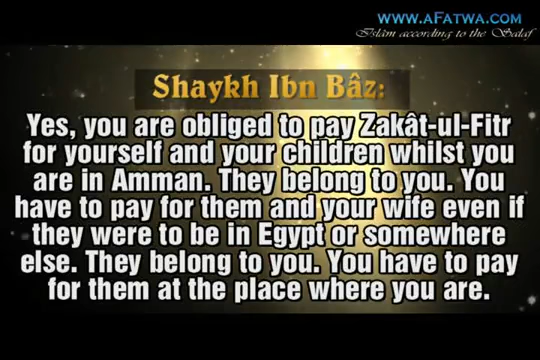 www.aFatwa.com
Islâm according to the Salaf
Shaykh Ibn Bâz:
Yes, you are obliged to pay Zakât-ul-Fitr
for yourself and your children whilst you
are in Amman. They belong to you. You
have to pay for them and your wife even if
they were to be in Egypt or somewhere
else. They belong to you. You have to pay
for them at the place where you are.